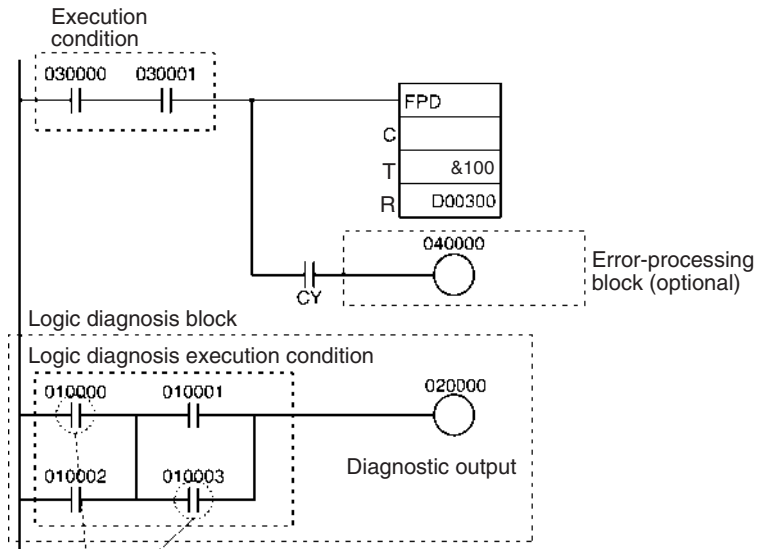 Execution
condition
030000 030001
FPD
C
T &100
R D00300
040000
CY
Error-processing
block (optional)
Logic diagnosis block
Logic diagnosis execution condition
010000 010001 020000
010002 010003
Diagnostic output